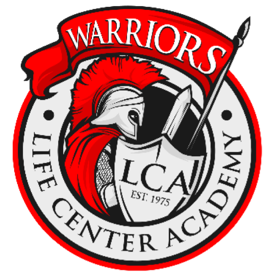 WARRIORS
LCA
EST. 1975
• LIFE CENTER ACADEMY •